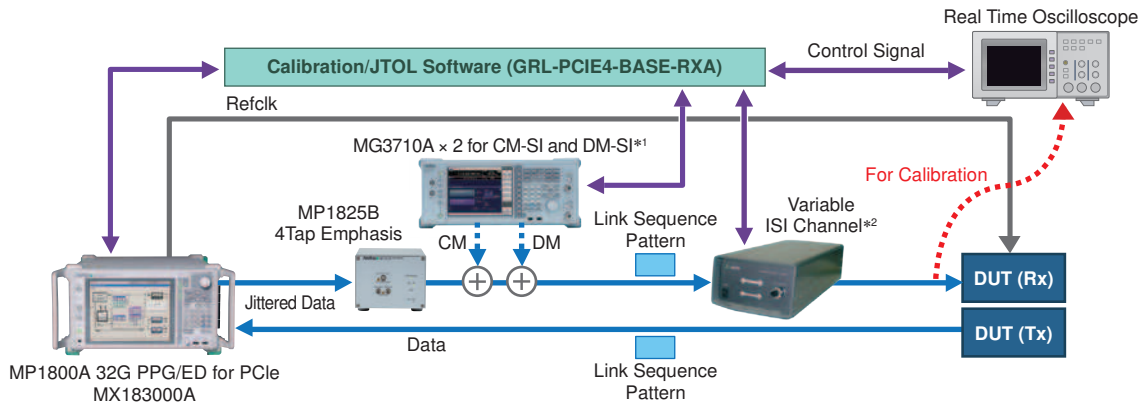 Real Time Oscilloscope
Calibration/JTOL Software (GRL-PCIE4-BASE-RXA)
Control Signal
Refclk
MG3710A × 2 for CM-SI and DM-SI*1
For Calibration
MP1825B
4Tap Emphasis
CM
DM
Link Sequence
Pattern
Variable
ISI Channel*2
Jittered Data
DUT (Rx)
DUT (Tx)
Data
Link Sequence
Pattern
MP1800A 32G PPG/ED for PCIe
MX183000A